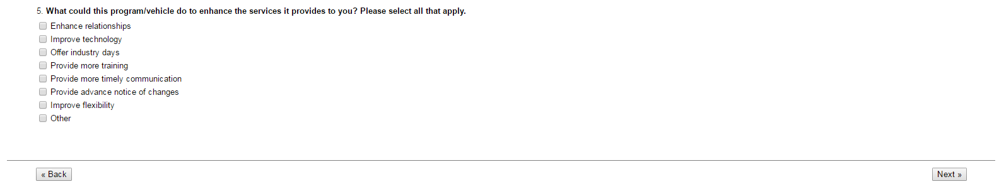 5. What could this program/vehicle do to enhance the services it provides to you? Please select all that apply.
Enhance relationships
Improve technology
Offer industry days
Provide more training
Provide more timely communication
Provide advance notice of changes
Improve flexibility
Other
« Back
Next »